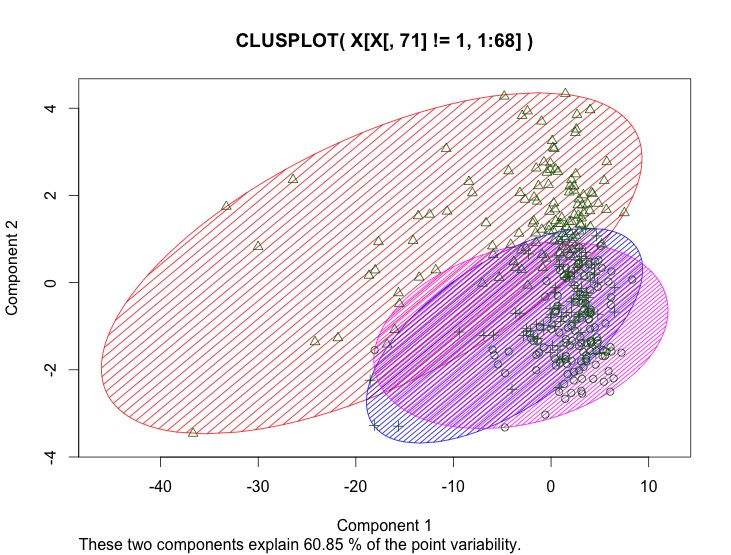 CLUSPLOT( X[X[, 71] != 1, 1:68] )
Component 2
4
2
0
-2
-4
-40 -30 -20 -10 0 10
Component 1
These two components explain 60.85 % of the point variability.